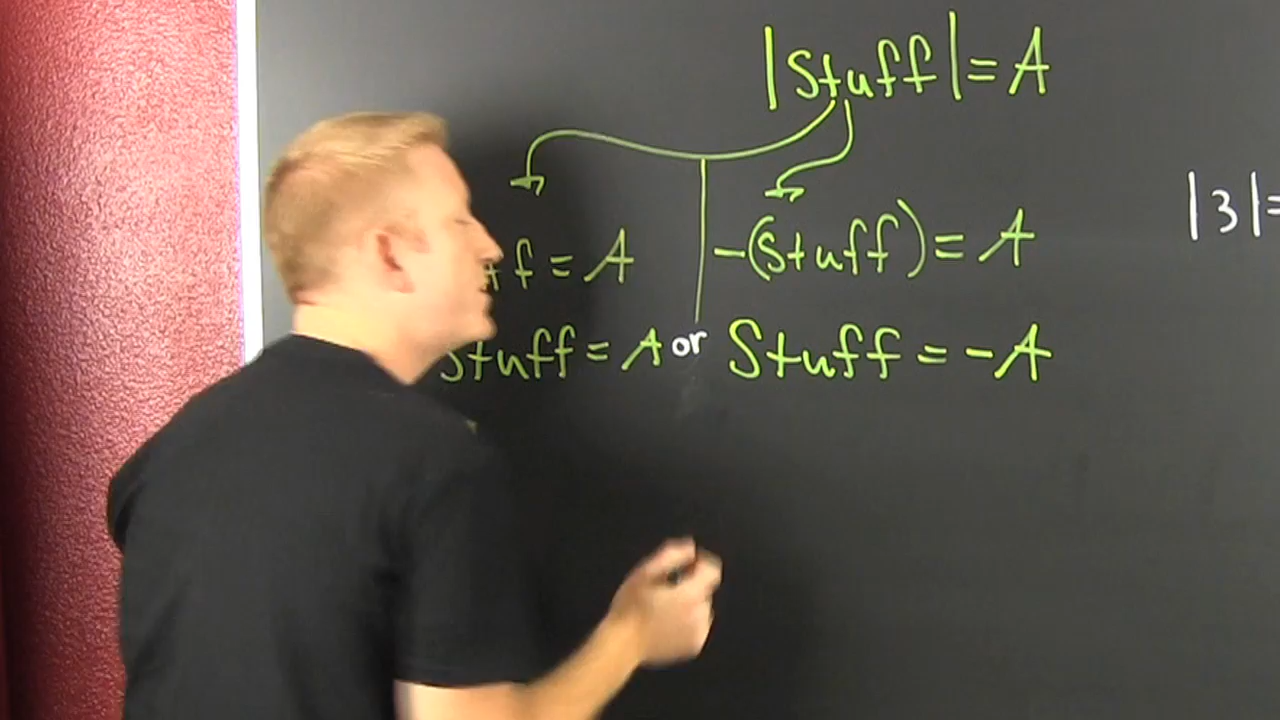 |Stuff| = A
f = A -(Stuff) = A
|3|=
Stuff = A or Stuff = -A